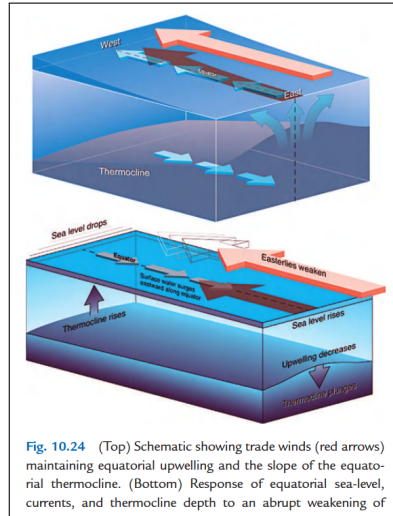 West
East
Thermocline
Sea level drops
Easterlies weaken
Equator
Surface water surges
eastward along equator
Thermocline rises
Sea level rises
Upwelling decreases
Thermocline plunges
Fig. 10.24 (Top) Schematic showing trade winds (red arrows)
maintaining equatorial upwelling and the slope of the equato-
rial thermocline. (Bottom) Response of equatorial sea-level,
currents, and thermocline depth to an abrupt weakening of